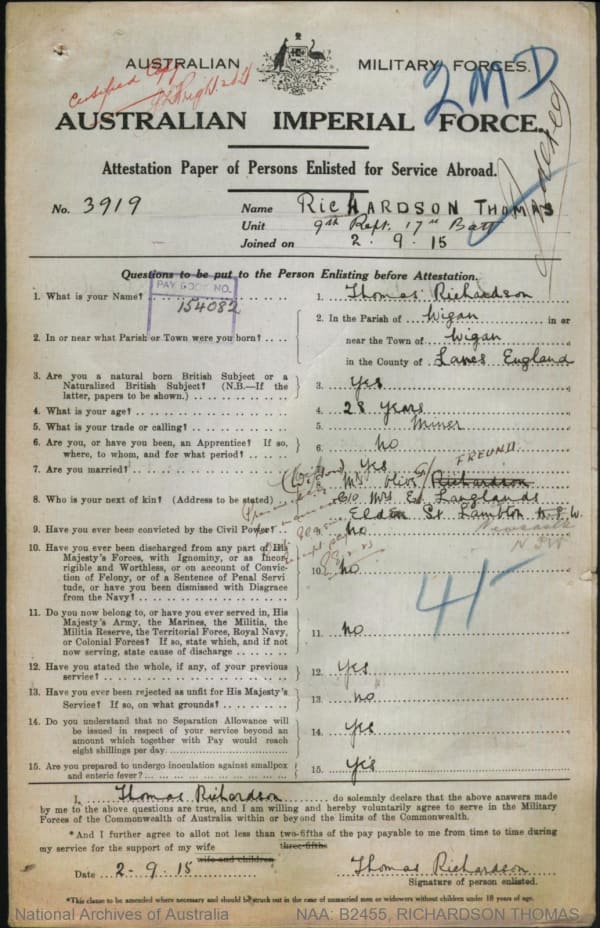 AUSTRALIAN MILITARY FORCES.
Certified Copy
2MD
AUSTRALIAN IMPERIAL FORCE.
Attestation Paper of Persons Enlisted for Service Abroad.
No. 3919 Name RICHARDSON THOMAS
Unit 9th Reft. 17th Batt
Joined on 2.9.15
Questions to be put to the Person Enlisting before Attestation.
PAY BOOK NO.
154082
1. What is your Name? 1. Thomas Richardson
2. In or near what Parish or Town were you born? 2. In the Parish of Wigan in or
near the Town of Wigan
in the County of Lancs England
3. Are you a natural born British Subject or a
Naturalized British Subject? (N.B.—If the
latter, papers to be shown.) 3. Yes
4. What is your age? 4. 28 years
5. What is your trade or calling? 5. Miner
6. Are you, or have you been, an Apprentice? If so,
where, to whom, and for what period? 6. no
7. Are you married? 7. Yes
(Widow) FREUND.
8. Who is your next of kin? (Address to be stated) 8. Mrs Olive G/ Richardson
C/o Mrs E. Langlands
Elder St Lambton N.S.W.
Newcastle
N.S.W
9. Have you ever been convicted by the Civil Power? 9. No
10. Have you ever been discharged from any part of His
Majesty's Forces, with Ignominy, or as Incor-
rigible and Worthless, or on account of Convic-
tion of Felony, or of a Sentence of Penal Servi-
tude, or have you been dismissed with Disgrace
from the Navy? 10. No
4/-
11. Do you now belong to, or have you ever served in, His
Majesty's Army, the Marines, the Militia, the
Militia Reserve, the Territorial Force, Royal Navy,
or Colonial Forces? If so, state which, and if not
now serving, state cause of discharge 11. no
12. Have you stated the whole, if any, of your previous
service? 12. Yes
13. Have you ever been rejected as unfit for His Majesty's
Service? If so, on what grounds? 13. no
14. Do you understand that no Separation Allowance will
be issued in respect of your service beyond an
amount which together with Pay would reach
eight shillings per day 14. Yes
15. Are you prepared to undergo inoculation against smallpox
and enteric fever? 15. Yes
I, Thomas Richardson do solemnly declare that the above answers made
by me to the above questions are true, and I am willing and hereby voluntarily agree to serve in the Military
Forces of the Commonwealth of Australia within or beyond the limits of the Commonwealth.
*And I further agree to allot not less than two-fifths of the pay payable to me from time to time during
three-fifths
my service for the support of my wife
wife and children
Date 2-9.15 Thomas Richardson
Signature of person enlisted.
*This clause to be amended where necessary and should be struck out in the case of unmarried men or widowers without children under 18 years of age.
National Archives of Australia NAA: B2455, RICHARDSON THOMAS